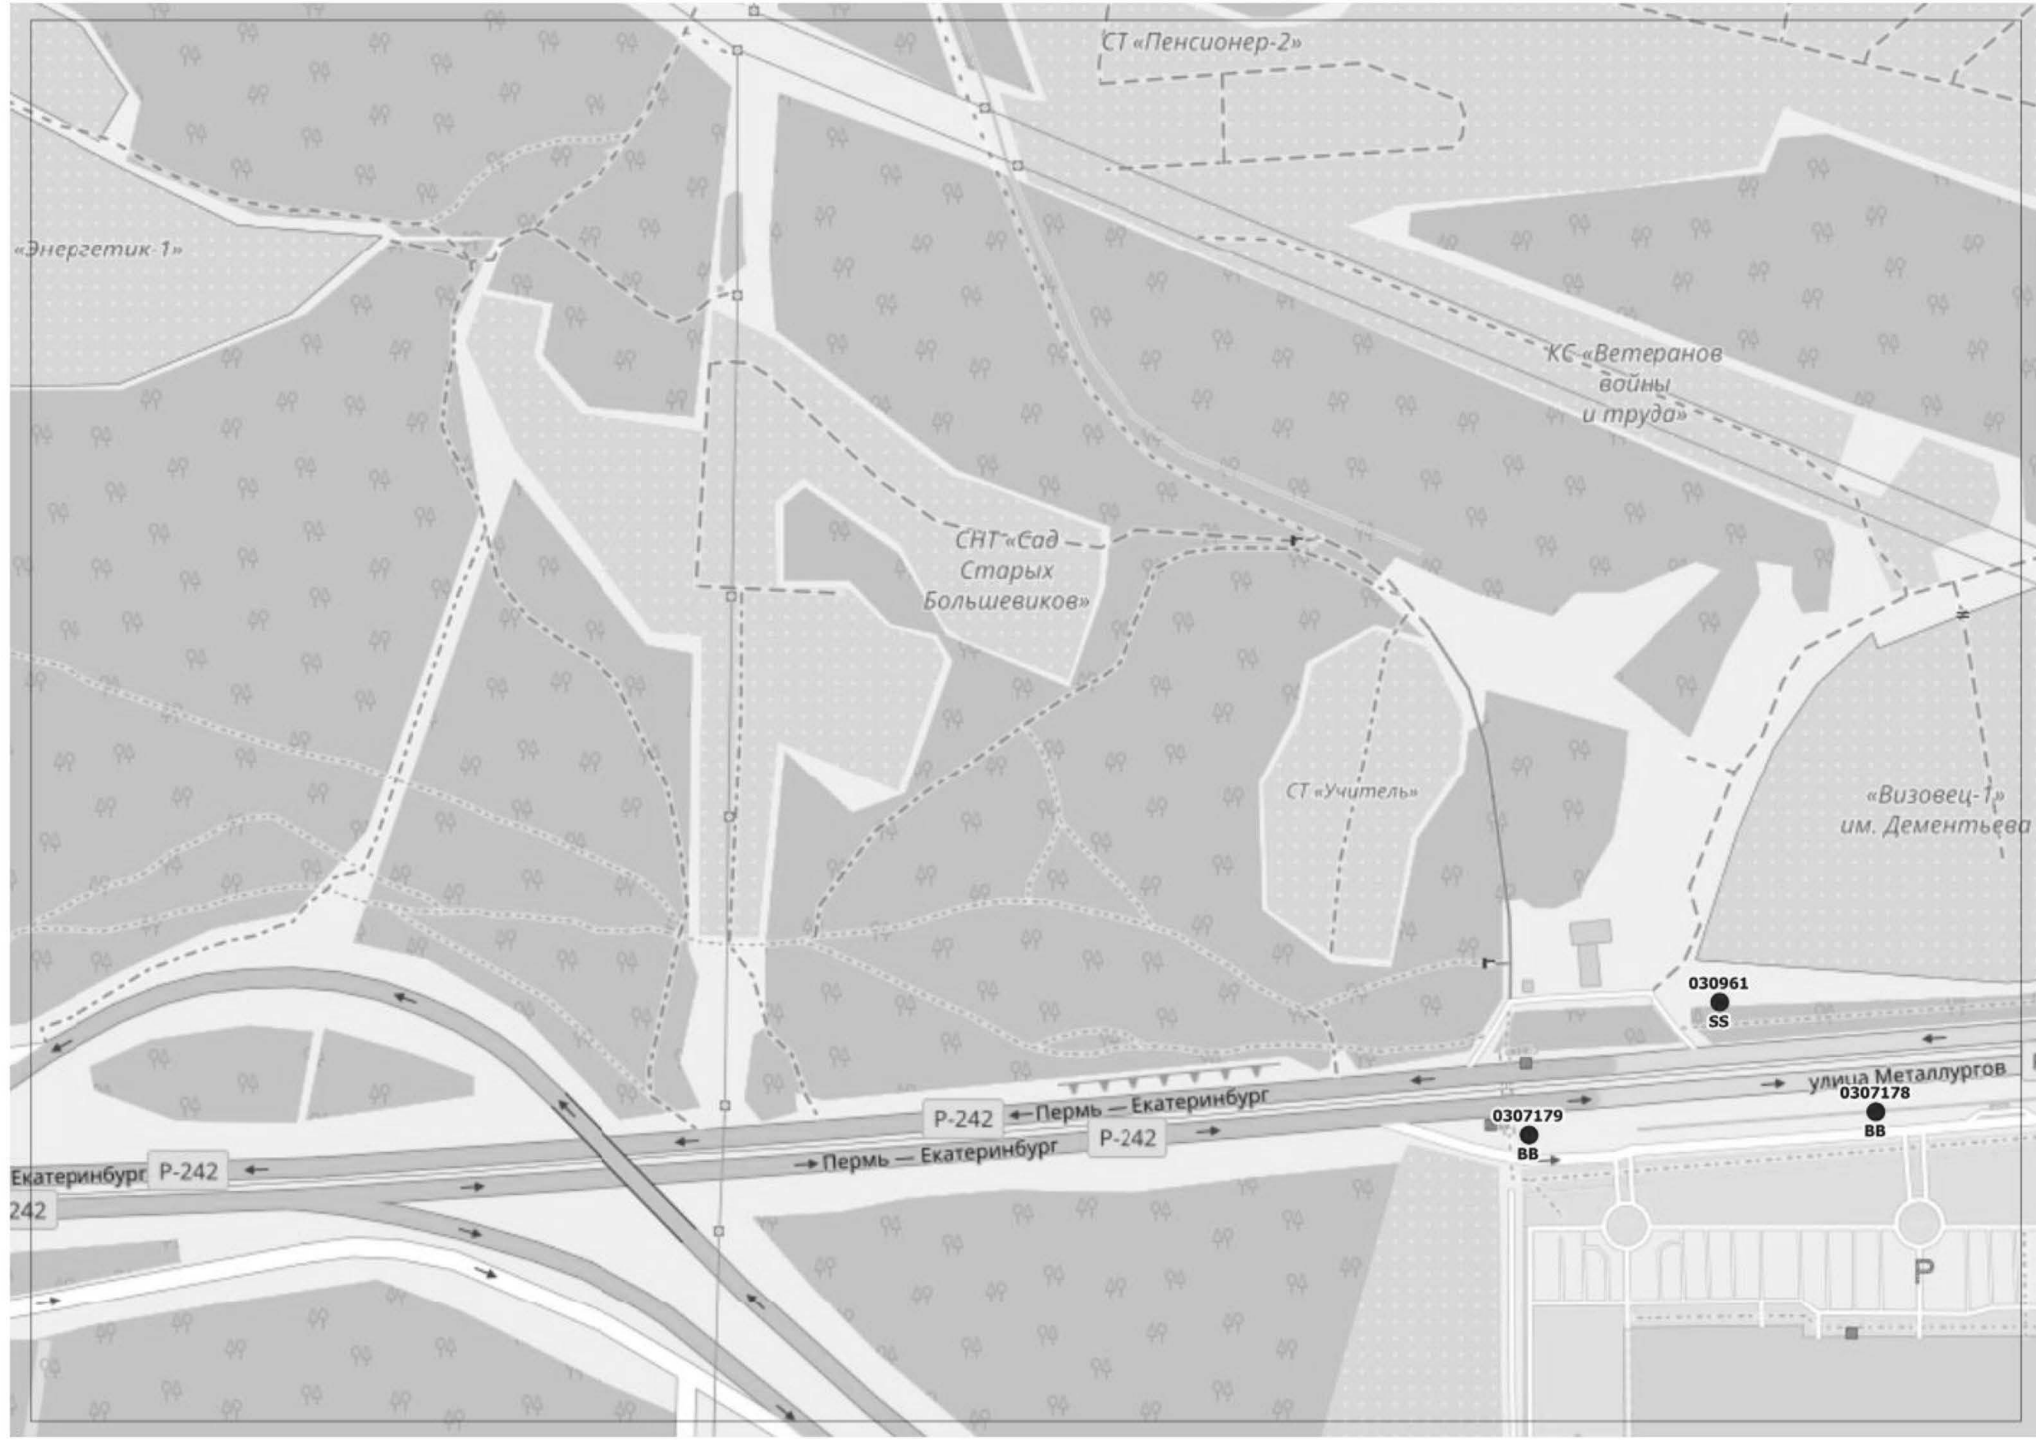 СТ «Пенсионер-2»
«Энергетик-1»
КС «Ветеранов
войны
и труда»
СНТ «Сад
Старых
Большевиков»
СТ «Учитель»
«Визовец-1»
им. Дементьева
030961
SS
улица Металлургов
0307178
BB
Р-242
Пермь — Екатеринбург
0307179
BB
Р-242
Пермь — Екатеринбург
Екатеринбург
Р-242
242
P